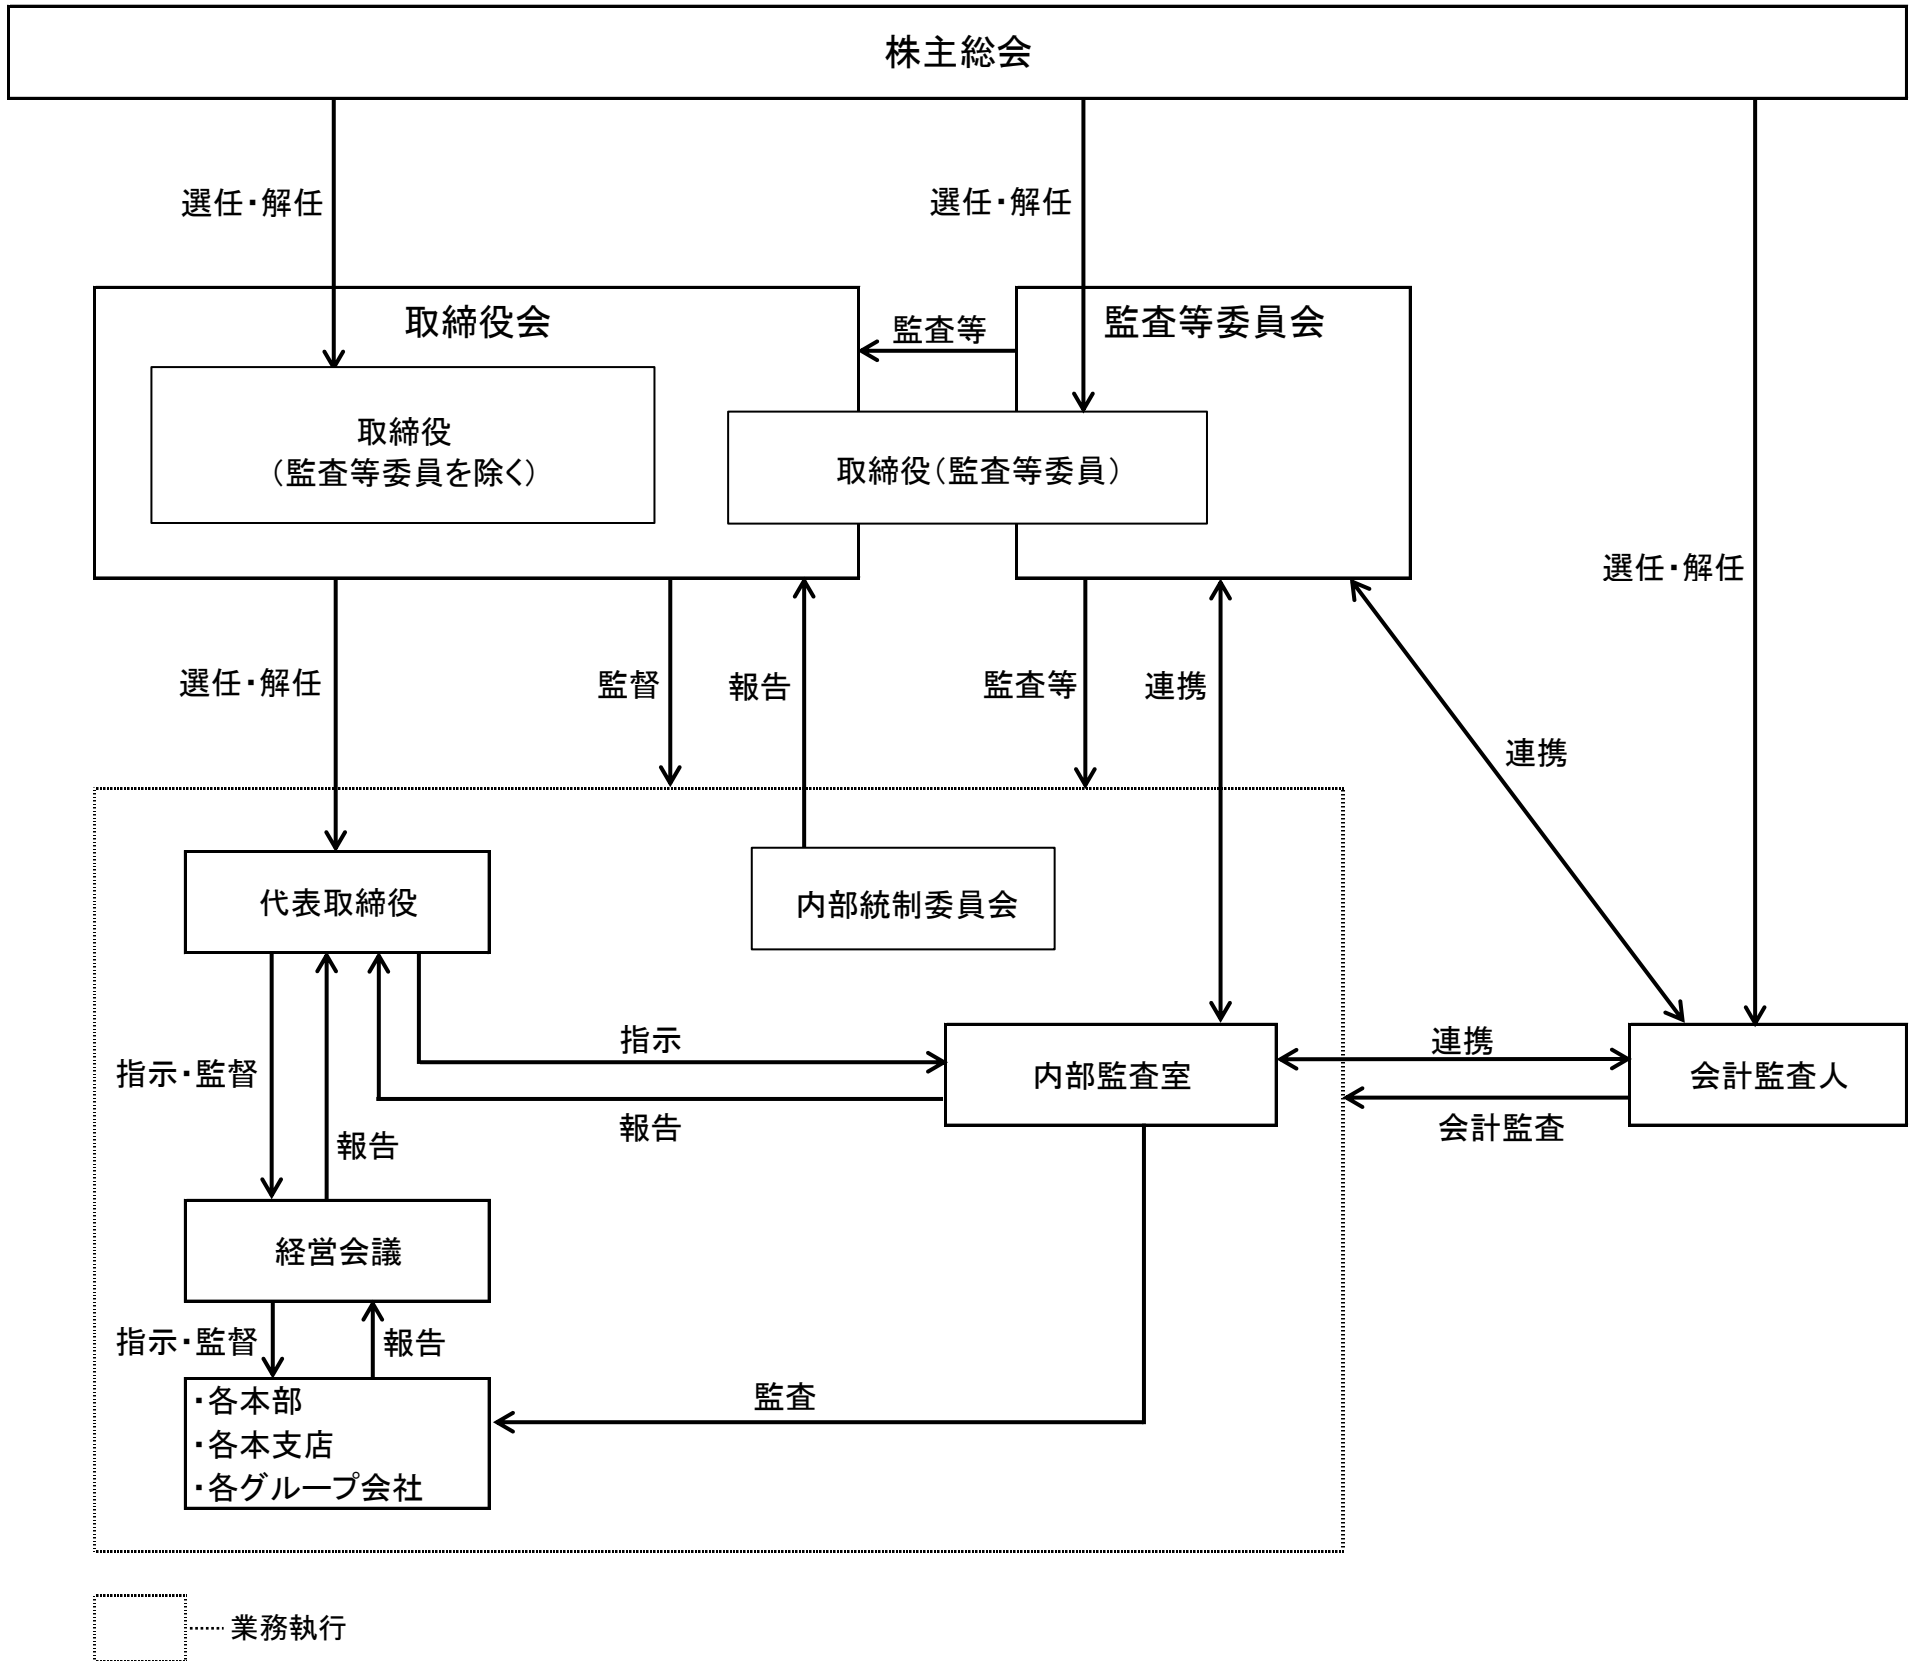 株主総会
選任・解任
選任・解任
選任・解任
取締役会
監査等
監査等委員会
取締役
（監査等委員を除く）
取締役（監査等委員）
選任・解任
監督
報告
監査等
連携
連携
代表取締役
内部統制委員会
指示
指示・監督
報告
報告
内部監査室
連携
会計監査
会計監査人
経営会議
指示・監督
報告
・各本部
・各本支店
・各グループ会社
監査
業務執行